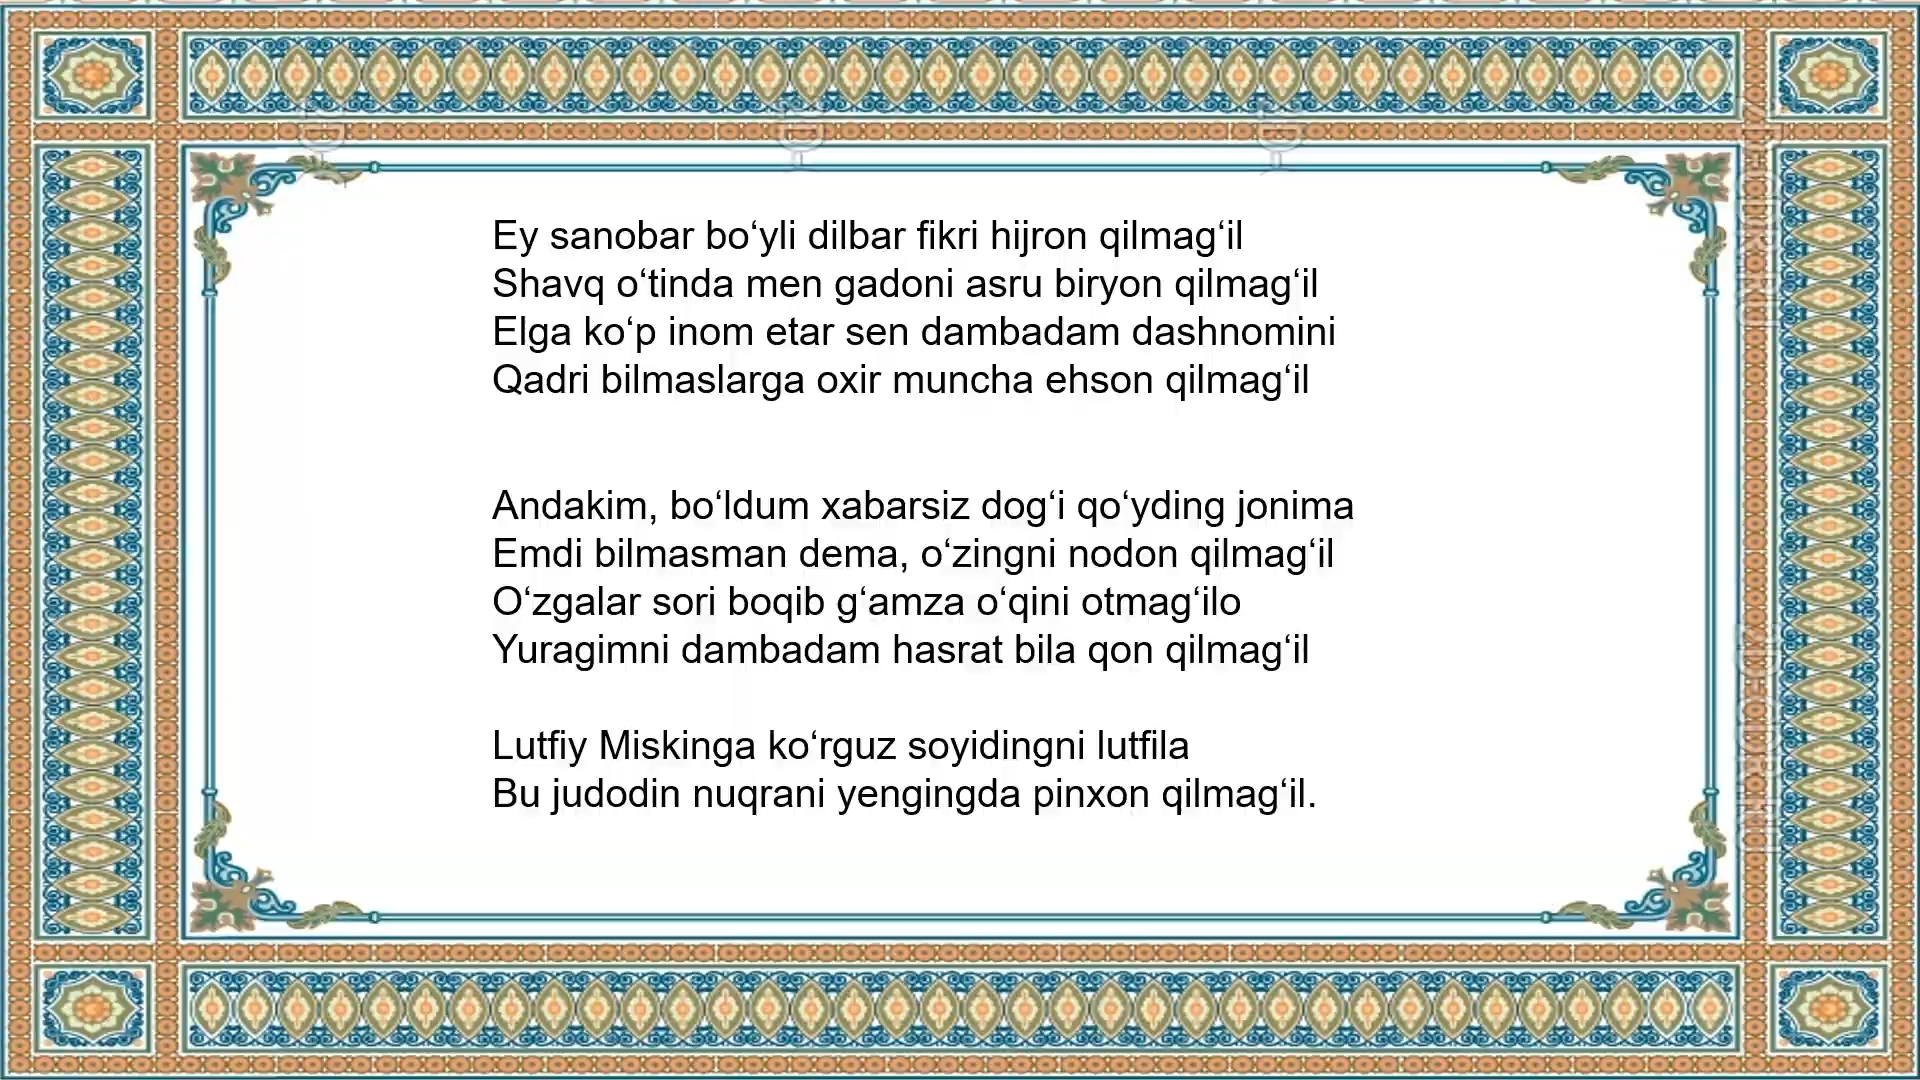 Ey sanobar bo‘yli dilbar fikri hijron qilmag‘il
Shavq o‘tinda men gadoni asru biryon qilmag‘il
Elga ko‘p inom etar sen dambadam dashnomini
Qadri bilmaslarga oxir muncha ehson qilmag‘il
Andakim, bo‘ldum xabarsiz dog‘i qo‘yding jonima
Emdi bilmasman dema, o‘zingni nodon qilmag‘il
O‘zgalar sori boqib g‘amza o‘qini otmag‘ilo
Yuragimni dambadam hasrat bila qon qilmag‘il
Lutfiy Miskinga ko‘rguz soyidingni lutfila
Bu judodin nuqrani yengingda pinxon qilmag‘il.